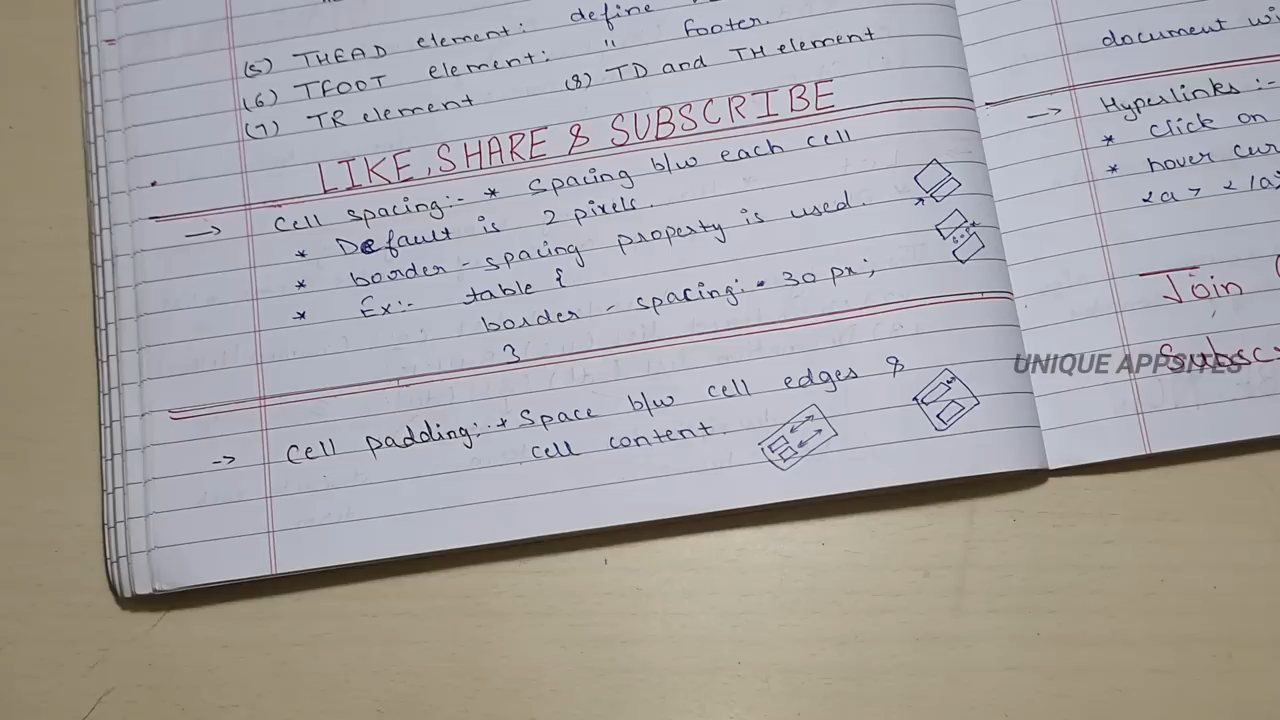 (5) THEAD element: define
(6) TFOOT element: " footer.
(7) TR element (8) TD and TH element
LIKE, SHARE & SUBSCRIBE
→ Cell spacing:- * Spacing b/w each cell
* Default is 2 pixels.
* border - spacing property is used.
* Ex:- table {
border - spacing: 30 px;
}
→ Cell padding:- * Space b/w cell edges &
cell content.
document wi
→ Hyperlinks :-
* click on
* hover cur
<a> </a>
Join
Subsc
UNIQUE APPSITES